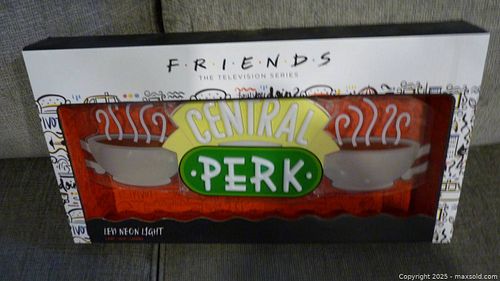 F·R·I·E·N·D·S
THE TELEVISION SERIES
CENTRAL
·PERK·
LED NEON LIGHT
Copyright © 2025 - maxsold.com